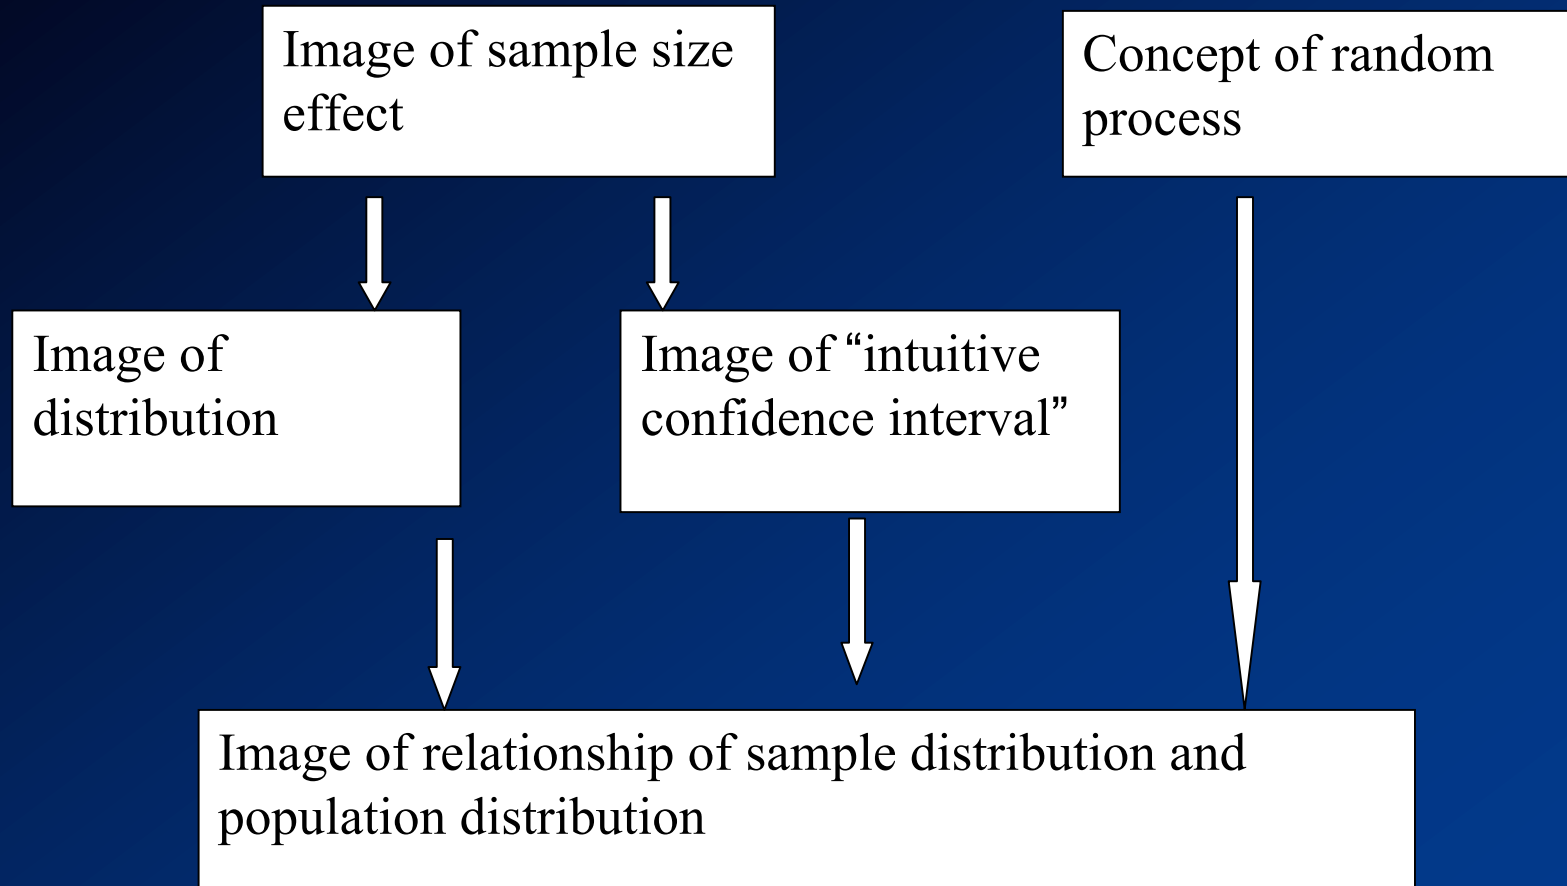 Image of sample size
effect
Concept of random
process
Image of
distribution
Image of “intuitive
confidence interval”
Image of relationship of sample distribution and
population distribution